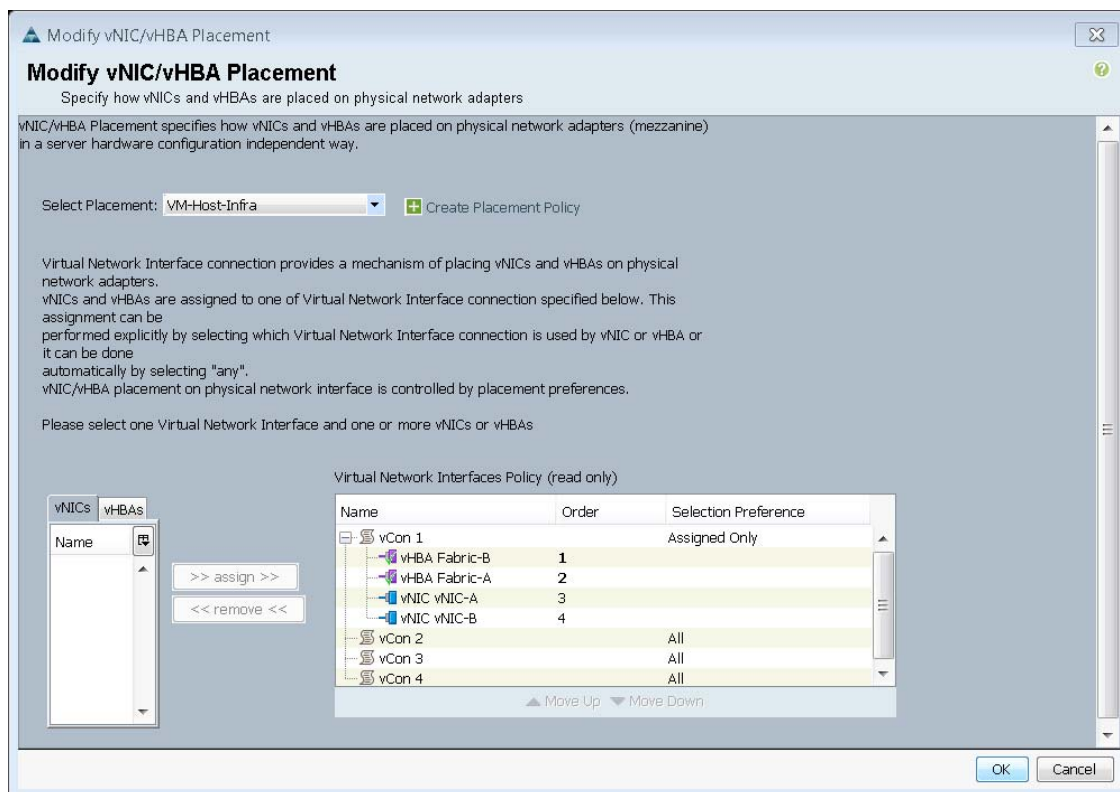 Modify vNIC/vHBA Placement
Modify vNIC/vHBA Placement
Specify how vNICs and vHBAs are placed on physical network adapters
vNIC/vHBA Placement specifies how vNICs and vHBAs are placed on physical network adapters (mezzanine)
in a server hardware configuration independent way.
Select Placement: VM-Host-Infra Create Placement Policy
Virtual Network Interface connection provides a mechanism of placing vNICs and vHBAs on physical
network adapters.
vNICs and vHBAs are assigned to one of Virtual Network Interface connection specified below. This
assignment can be
performed explicitly by selecting which Virtual Network Interface connection is used by vNIC or vHBA or
it can be done
automatically by selecting "any".
vNIC/vHBA placement on physical network interface is controlled by placement preferences.
Please select one Virtual Network Interface and one or more vNICs or vHBAs
Virtual Network Interfaces Policy (read only)
vNICs vHBAs
Name
>> assign >>
<< remove <<
Name Order Selection Preference
vCon 1 Assigned Only
vHBA Fabric-B 1
vHBA Fabric-A 2
vNIC vNIC-A 3
vNIC vNIC-B 4
vCon 2 All
vCon 3 All
vCon 4 All
Move Up Move Down
OK Cancel